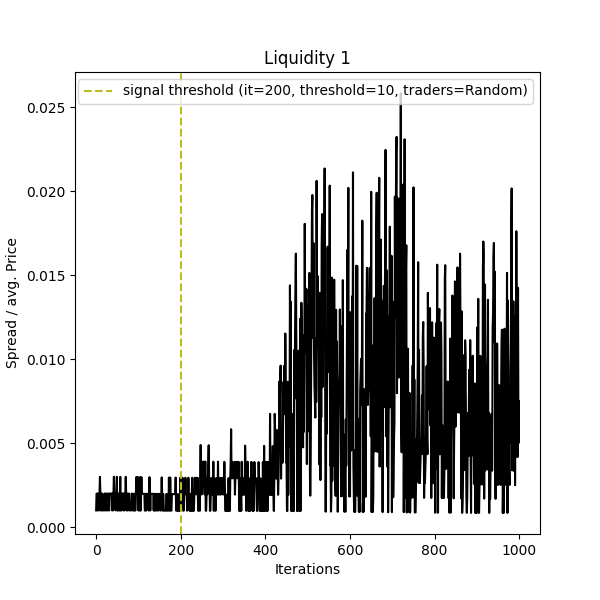 Liquidity 1
signal threshold (it=200, threshold=10, traders=Random)
0.025
0.020
0.015
0.010
0.005
0.000
Spread / avg. Price
0 200 400 600 800 1000
Iterations